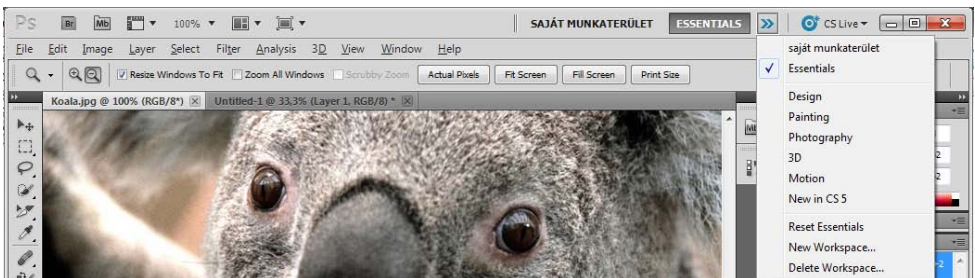 Ps Br Mb 100% SAJÁT MUNKATERÜLET ESSENTIALS CS Live
File Edit Image Layer Select Filter Analysis 3D View Window Help
Resize Windows To Fit Zoom All Windows Scrubby Zoom Actual Pixels Fit Screen Fill Screen Print Size
Koala.jpg @ 100% (RGB/8*) Untitled-1 @ 33,3% (Layer 1, RGB/8) *
saját munkaterület
Essentials
Design
Painting
Photography
3D
Motion
New in CS 5
Reset Essentials
New Workspace...
Delete Workspace...